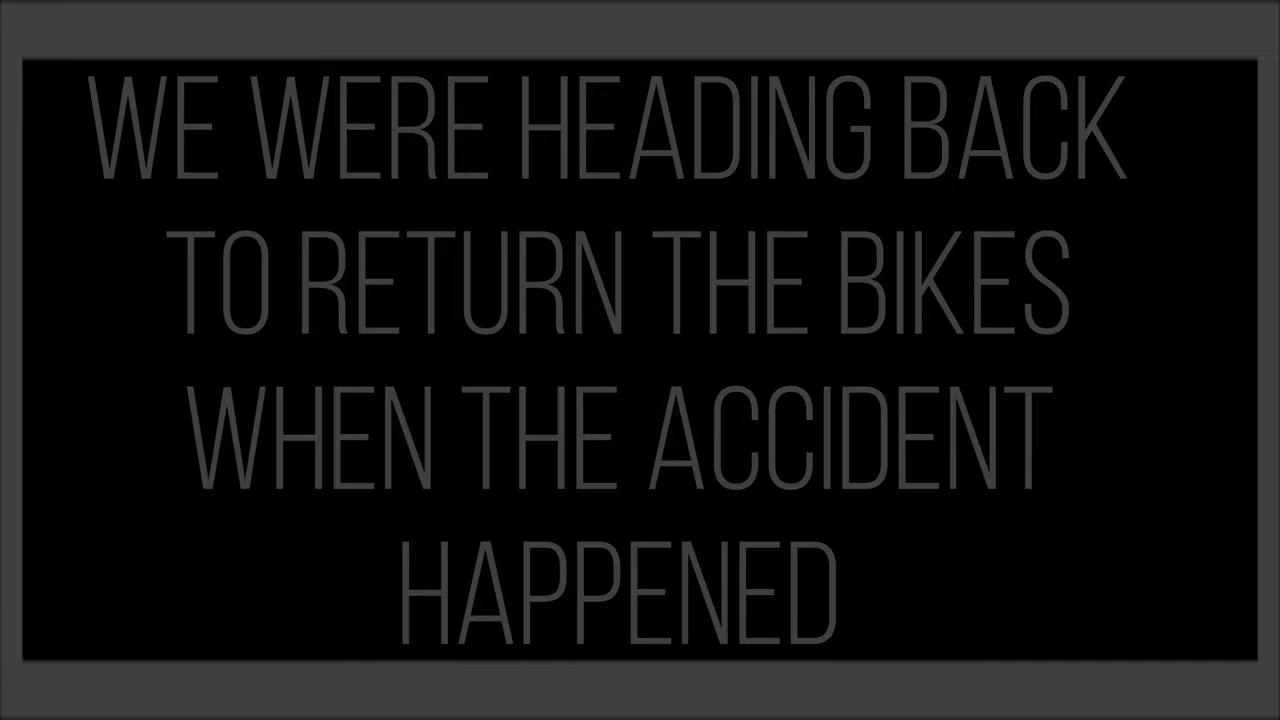 WE WERE HEADING BACK
TO RETURN THE BIKES
WHEN THE ACCIDENT
HAPPENED